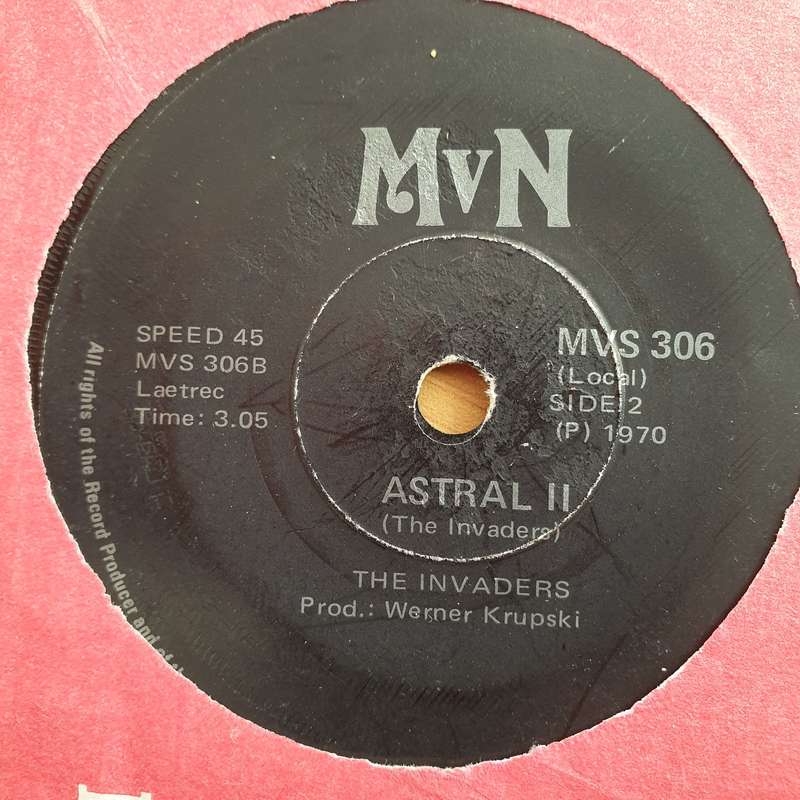 MVN
SPEED 45
MVS 306B
Laetrec
Time: 3.05
MVS 306
(Local)
SIDE 2
(P) 1970
ASTRAL II
(The Invaders)
THE INVADERS
Prod.: Werner Krupski
All rights of the Record Producer and of